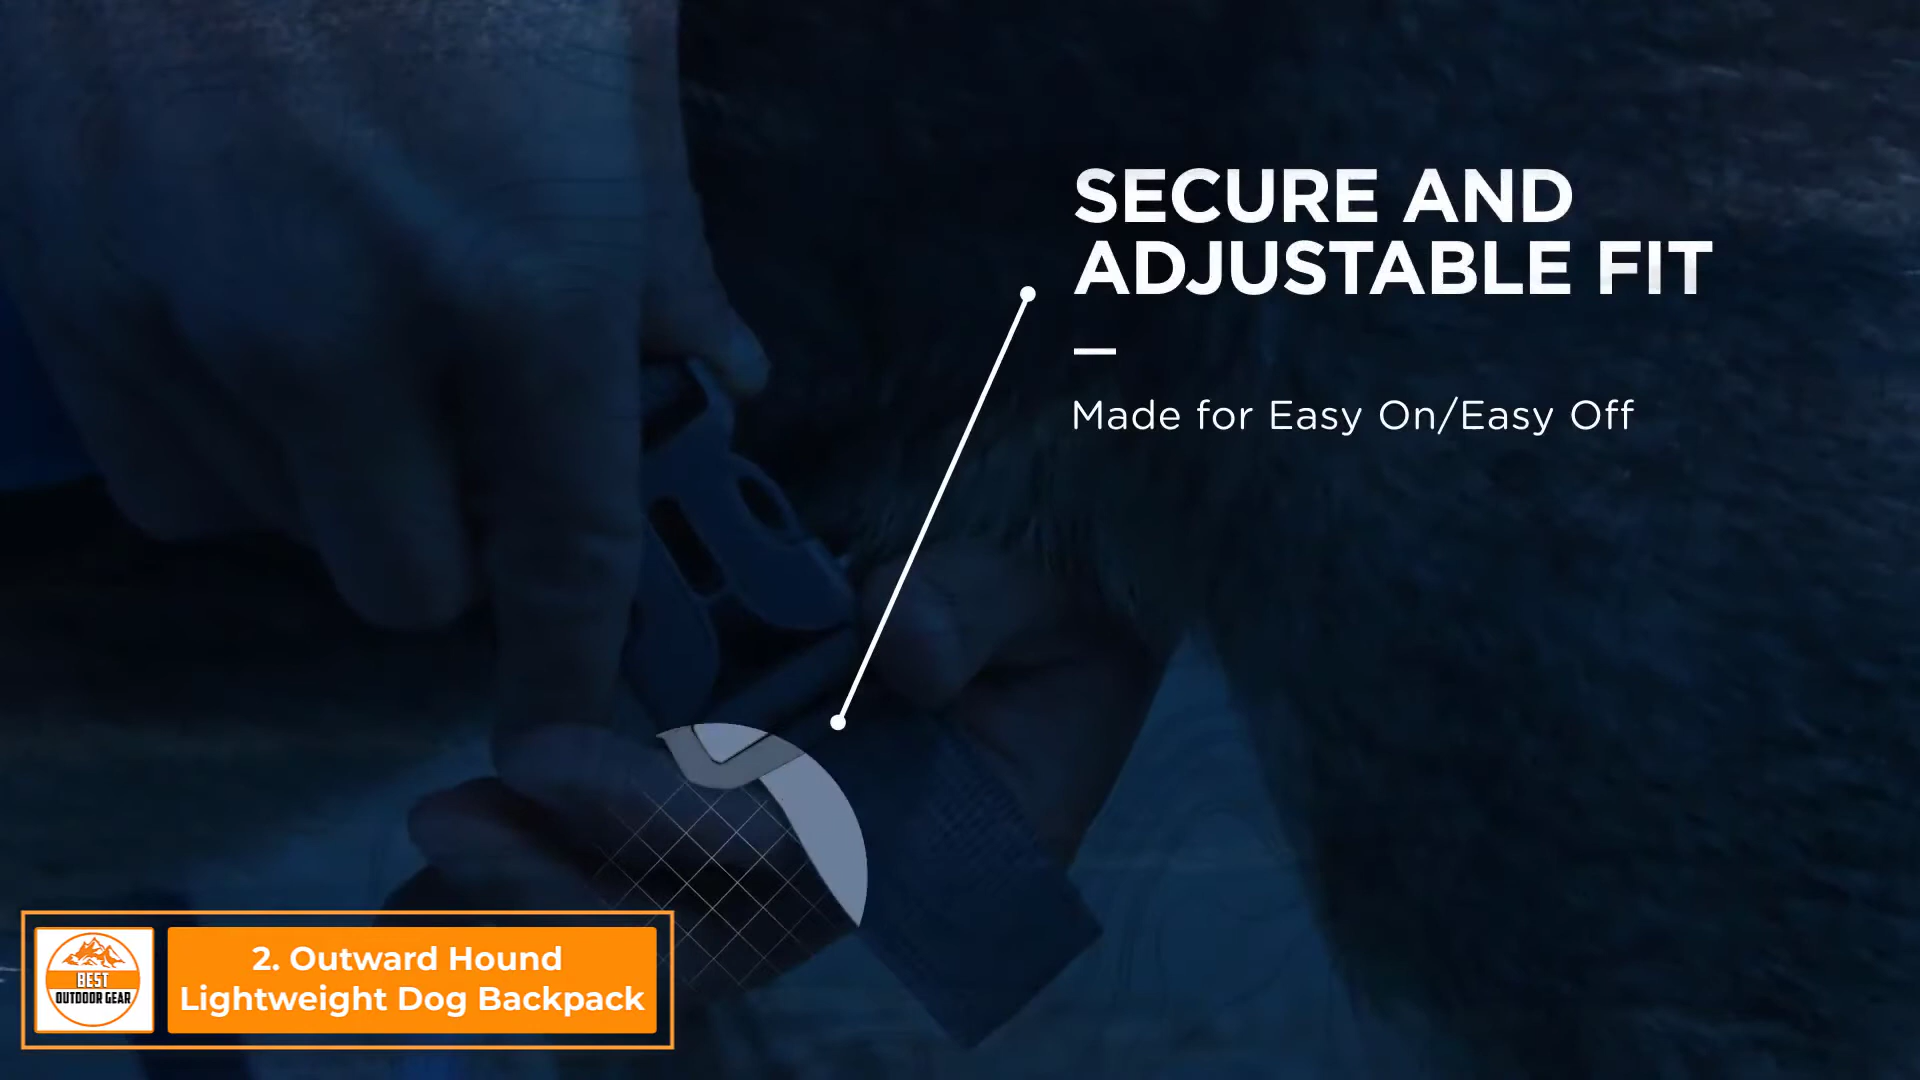 SECURE AND
ADJUSTABLE FIT
Made for Easy On/Easy Off
2. Outward Hound
Lightweight Dog Backpack
BEST
OUTDOOR GEAR